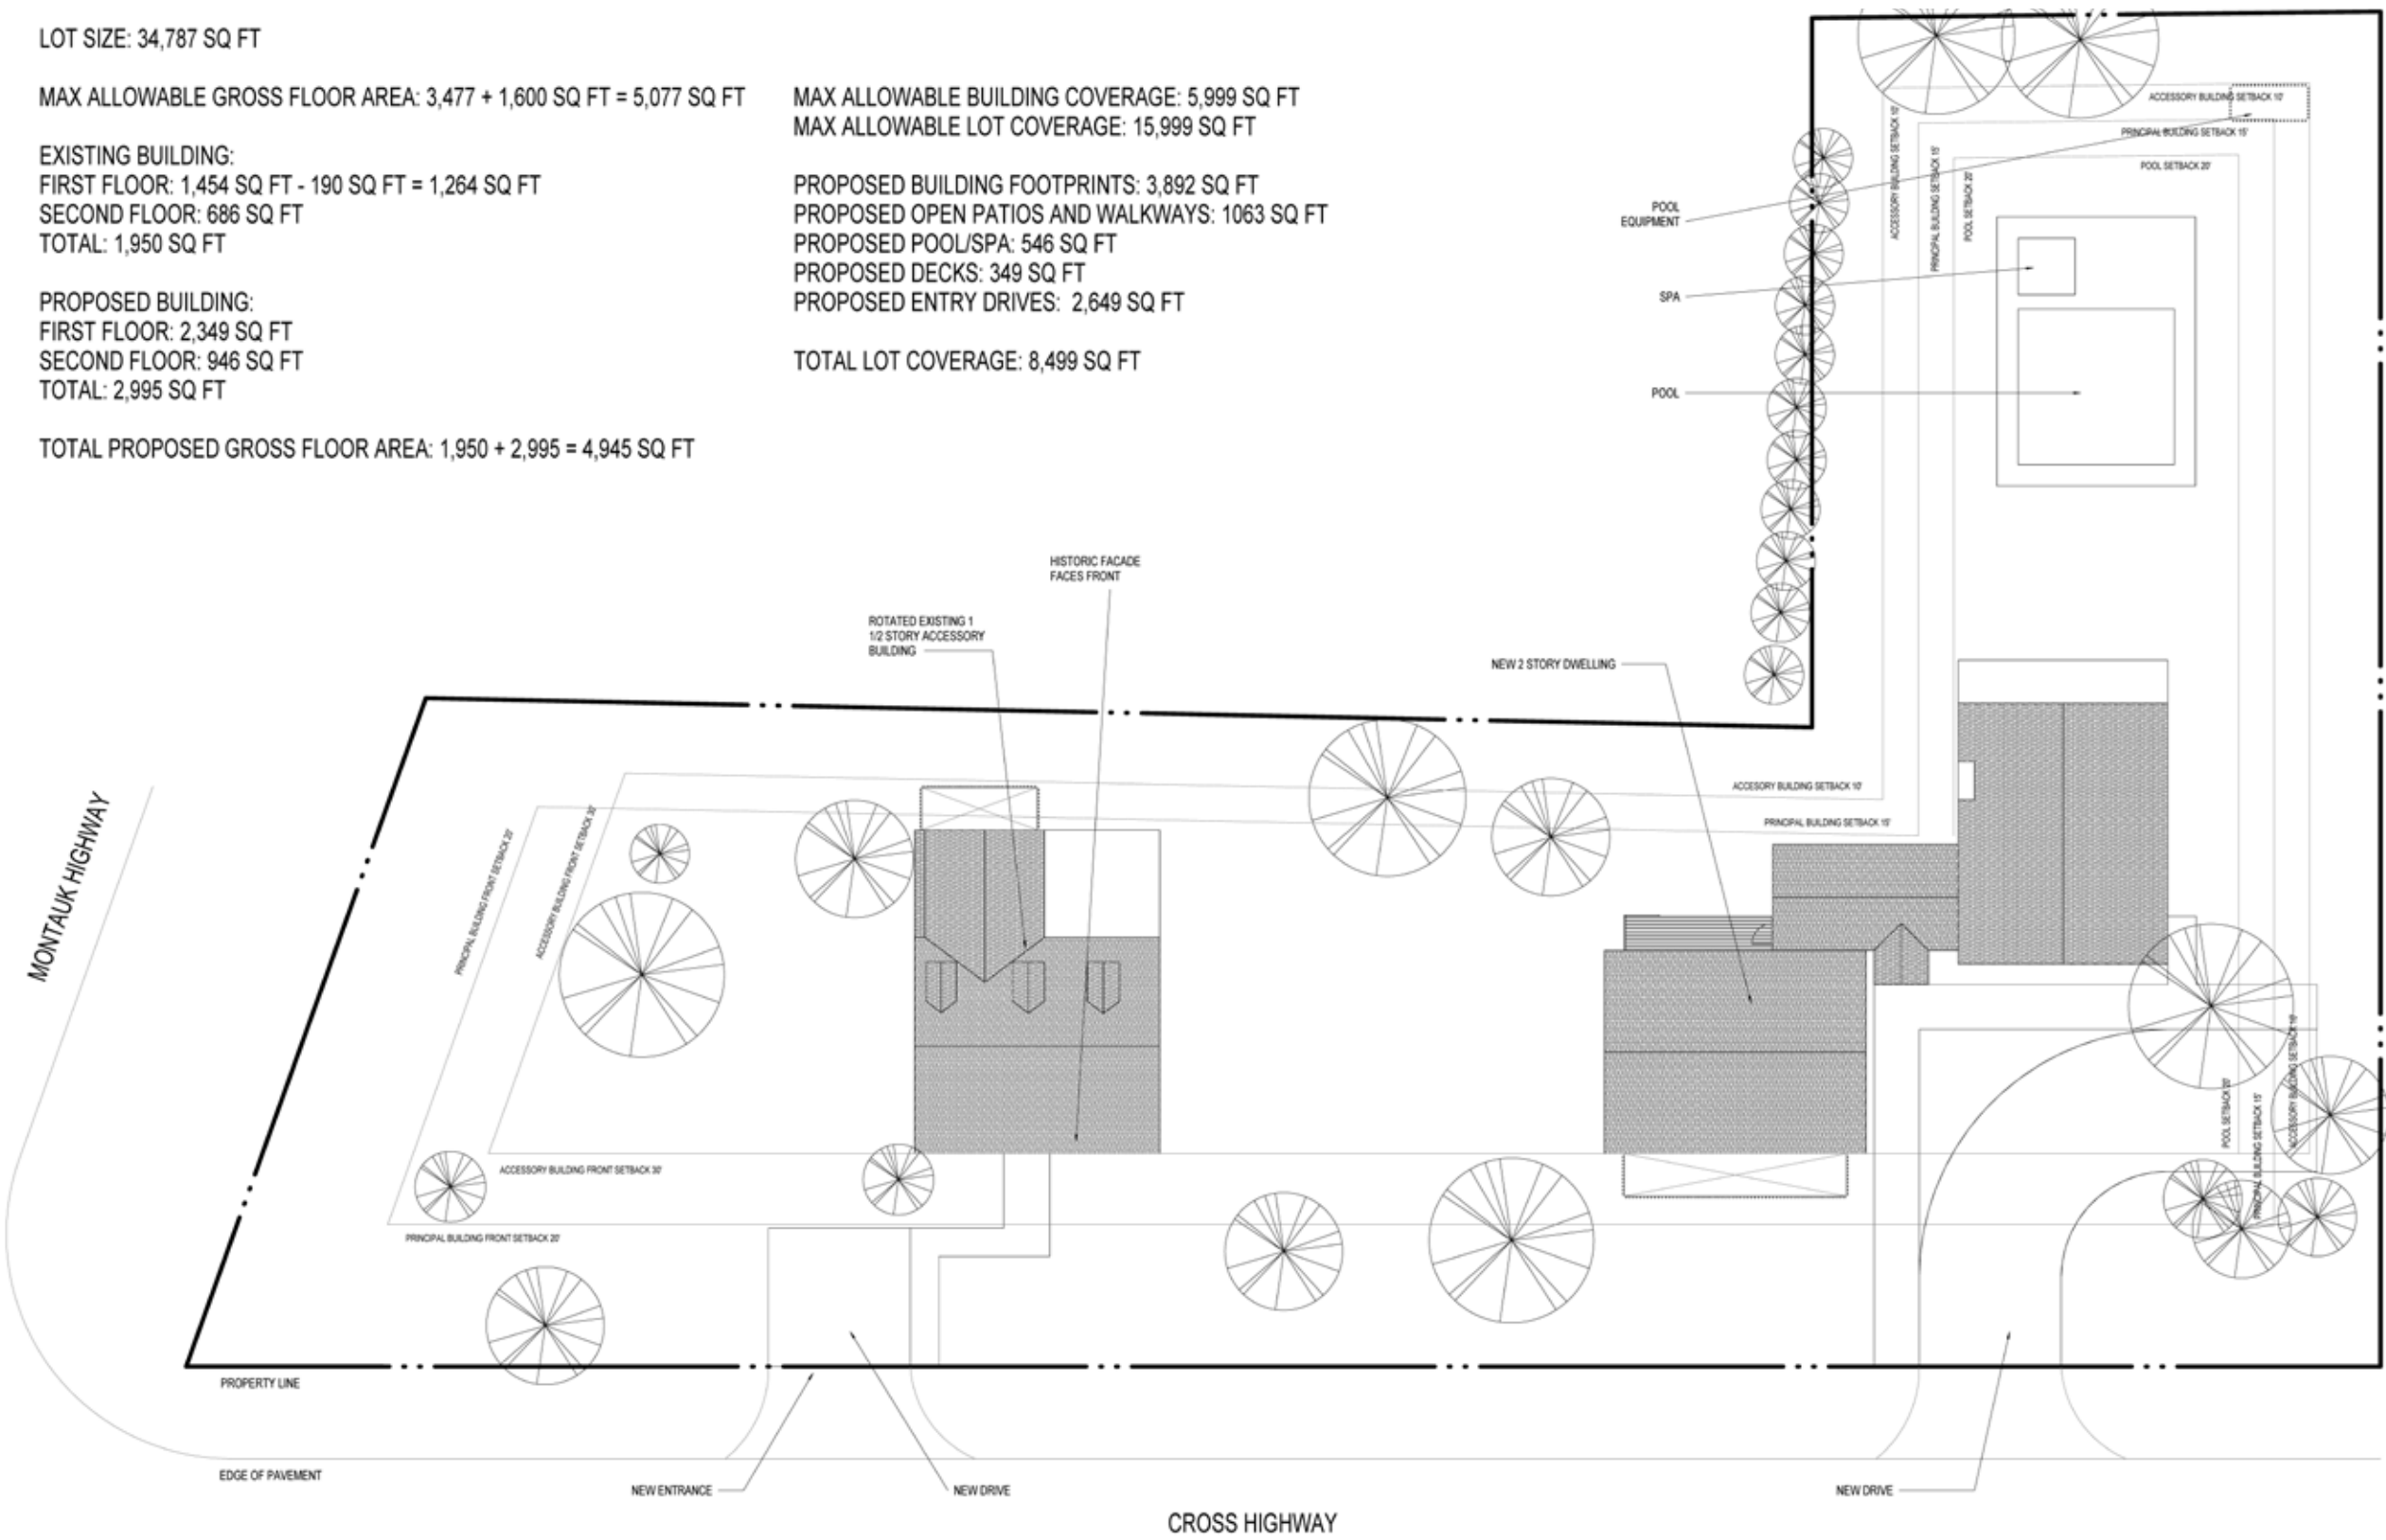 LOT SIZE: 34,787 SQ FT
MAX ALLOWABLE GROSS FLOOR AREA: 3,477 + 1,600 SQ FT = 5,077 SQ FT
EXISTING BUILDING:
FIRST FLOOR: 1,454 SQ FT - 190 SQ FT = 1,264 SQ FT
SECOND FLOOR: 686 SQ FT
TOTAL: 1,950 SQ FT
PROPOSED BUILDING:
FIRST FLOOR: 2,349 SQ FT
SECOND FLOOR: 946 SQ FT
TOTAL: 2,995 SQ FT
TOTAL PROPOSED GROSS FLOOR AREA: 1,950 + 2,995 = 4,945 SQ FT
MAX ALLOWABLE BUILDING COVERAGE: 5,999 SQ FT
MAX ALLOWABLE LOT COVERAGE: 15,999 SQ FT
PROPOSED BUILDING FOOTPRINTS: 3,892 SQ FT
PROPOSED OPEN PATIOS AND WALKWAYS: 1063 SQ FT
PROPOSED POOL/SPA: 546 SQ FT
PROPOSED DECKS: 349 SQ FT
PROPOSED ENTRY DRIVES: 2,649 SQ FT
TOTAL LOT COVERAGE: 8,499 SQ FT
ACCESSORY BUILDING SETBACK 10'
PRINCIPAL BUILDING SETBACK 15'
POOL SETBACK 20'
ACCESSORY BUILDING SETBACK 10'
PRINCIPAL BUILDING SETBACK 15'
POOL SETBACK 20'
POOL
EQUIPMENT
SPA
POOL
HISTORIC FACADE
FACES FRONT
ROTATED EXISTING 1
1/2 STORY ACCESSORY
BUILDING
NEW 2 STORY DWELLING
ACCESORY BUILDING SETBACK 10'
PRINCIPAL BUILDING SETBACK 15'
MONTAUK HIGHWAY
PRINCIPAL BUILDING FRONT SETBACK 20'
ACCESSORY BUILDING FRONT SETBACK 30'
ACCESSORY BUILDING FRONT SETBACK 30'
PRINCIPAL BUILDING FRONT SETBACK 20'
POOL SETBACK 20'
PRINCIPAL BUILDING SETBACK 15'
ACCESSORY BUILDING SETBACK 10'
PROPERTY LINE
EDGE OF PAVEMENT
NEW ENTRANCE
NEW DRIVE
NEW DRIVE
CROSS HIGHWAY